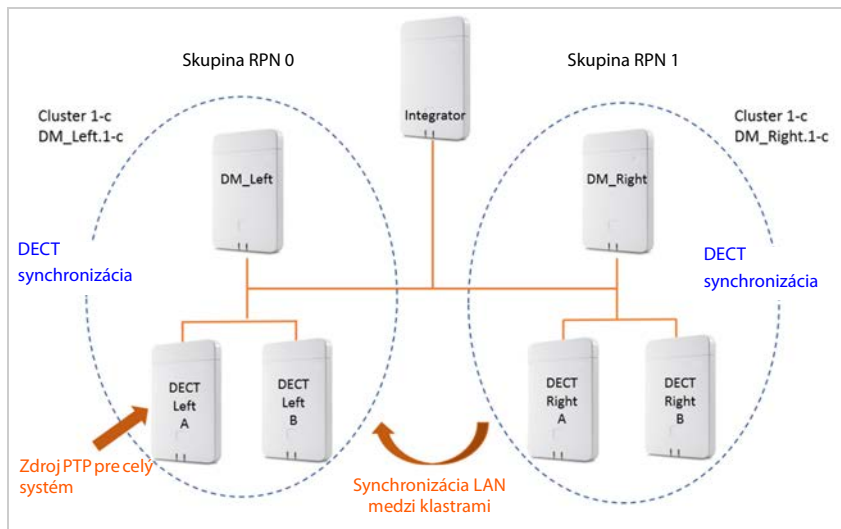 Skupina RPN 0
Skupina RPN 1
Integrator
Cluster 1-c
DM_Left.1-c
Cluster 1-c
DM_Right.1-c
DM_Left
DM_Right
DECT
synchronizácia
DECT
synchronizácia
DECT
Left
A
DECT
Left
B
DECT
Right
A
DECT
Right
B
Zdroj PTP pre celý
systém
Synchronizácia LAN
medzi klastrami